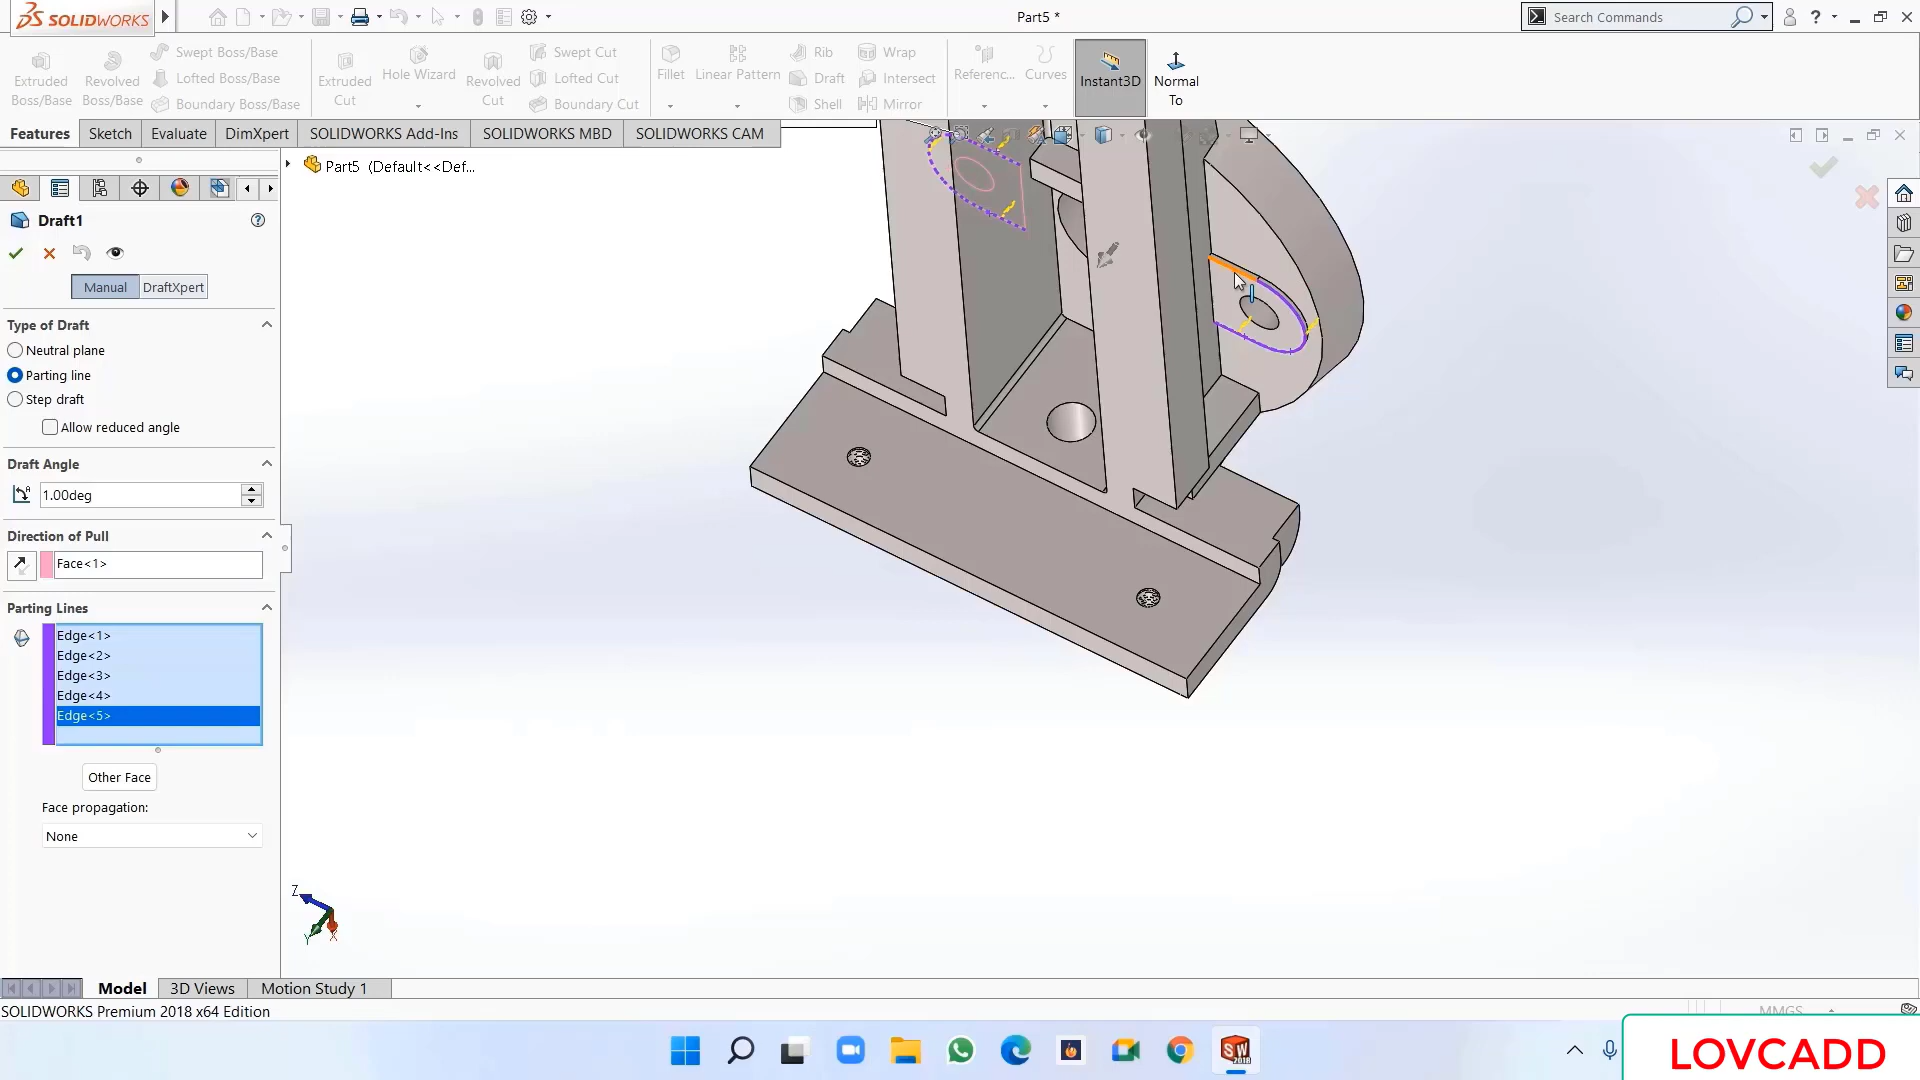 SOLIDWORKS
Part5 *
Search Commands
?
Extruded
Boss/Base
Revolved
Boss/Base
Swept Boss/Base
Lofted Boss/Base
Boundary Boss/Base
Extruded
Cut
Hole Wizard
Revolved
Cut
Swept Cut
Lofted Cut
Boundary Cut
Fillet
Linear Pattern
Rib
Draft
Shell
Wrap
Intersect
Mirror
Referenc...
Curves
Instant3D
Normal
To
Features
Sketch
Evaluate
DimXpert
SOLIDWORKS Add-Ins
SOLIDWORKS MBD
SOLIDWORKS CAM
Part5 (Default<<Def...
Draft1
?
Manual
DraftXpert
Type of Draft
Neutral plane
Parting line
Step draft
Allow reduced angle
Draft Angle
1.00deg
Direction of Pull
Face<1>
Parting Lines
Edge<1>
Edge<2>
Edge<3>
Edge<4>
Edge<5>
Other Face
Face propagation:
None
Z
Y
X
Model
3D Views
Motion Study 1
SOLIDWORKS Premium 2018 x64 Edition
MMGS
SW
2018
LOVCADD